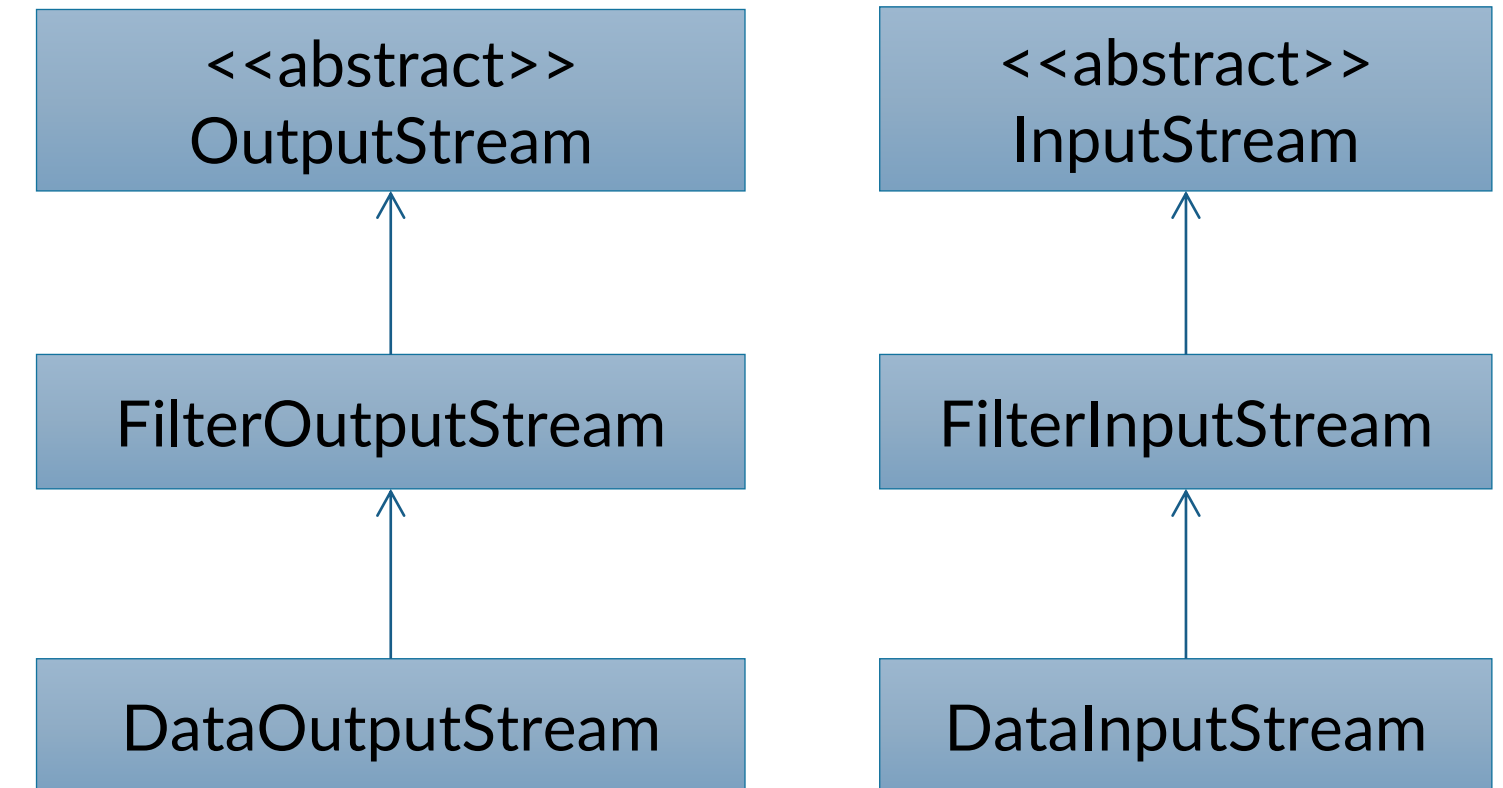 <<abstract>>
OutputStream
<<abstract>>
InputStream
FilterOutputStream
FilterInputStream
DataOutputStream
DataInputStream